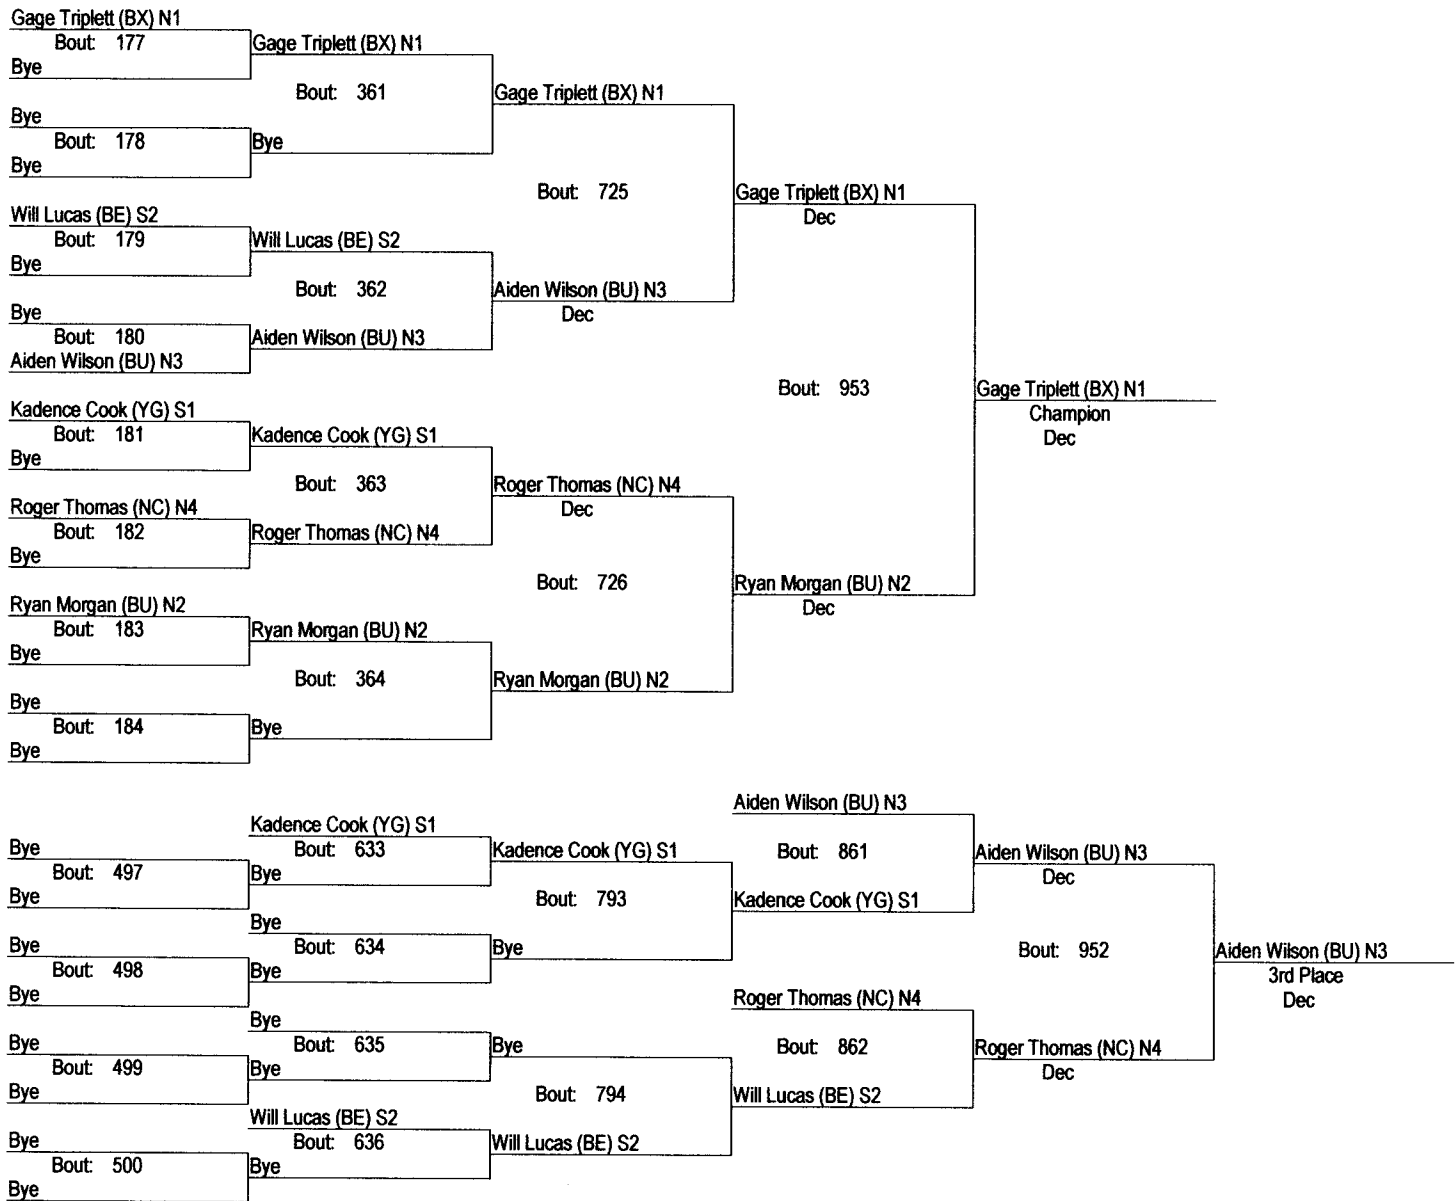 Gage Triplett (BX) N1
Bout: 177
Bye
Gage Triplett (BX) N1
Bout: 361
Bye
Bout: 178
Bye
Bye
Gage Triplett (BX) N1
Bout: 725
Will Lucas (BE) S2
Bout: 179
Bye
Will Lucas (BE) S2
Bout: 362
Bye
Bout: 180
Aiden Wilson (BU) N3
Aiden Wilson (BU) N3
Aiden Wilson (BU) N3
Dec
Gage Triplett (BX) N1
Dec
Bout: 953
Kadence Cook (YG) S1
Bout: 181
Bye
Kadence Cook (YG) S1
Bout: 363
Roger Thomas (NC) N4
Bout: 182
Bye
Roger Thomas (NC) N4
Roger Thomas (NC) N4
Dec
Bout: 726
Ryan Morgan (BU) N2
Bout: 183
Bye
Ryan Morgan (BU) N2
Bout: 364
Bye
Bout: 184
Bye
Bye
Ryan Morgan (BU) N2
Ryan Morgan (BU) N2
Dec
Gage Triplett (BX) N1
Champion
Dec
Bye
Bout: 497
Bye
Kadence Cook (YG) S1
Bout: 633
Bye
Kadence Cook (YG) S1
Bout: 793
Bye
Bout: 498
Bye
Bye
Bout: 634
Bye
Bye
Aiden Wilson (BU) N3
Bout: 861
Kadence Cook (YG) S1
Aiden Wilson (BU) N3
Dec
Bout: 952
Bye
Bout: 499
Bye
Bye
Bout: 635
Bye
Bye
Bout: 794
Bye
Bout: 500
Bye
Will Lucas (BE) S2
Bout: 636
Bye
Will Lucas (BE) S2
Roger Thomas (NC) N4
Bout: 862
Will Lucas (BE) S2
Roger Thomas (NC) N4
Dec
Aiden Wilson (BU) N3
3rd Place
Dec